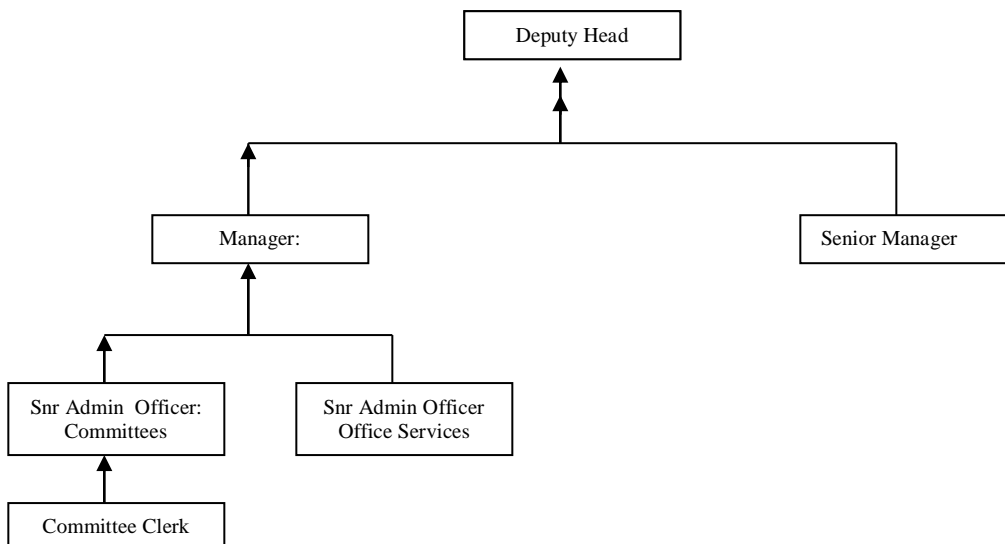 Deputy Head
Manager:
Senior Manager
Snr Admin Officer:
Committees
Snr Admin Officer
Office Services
Committee Clerk